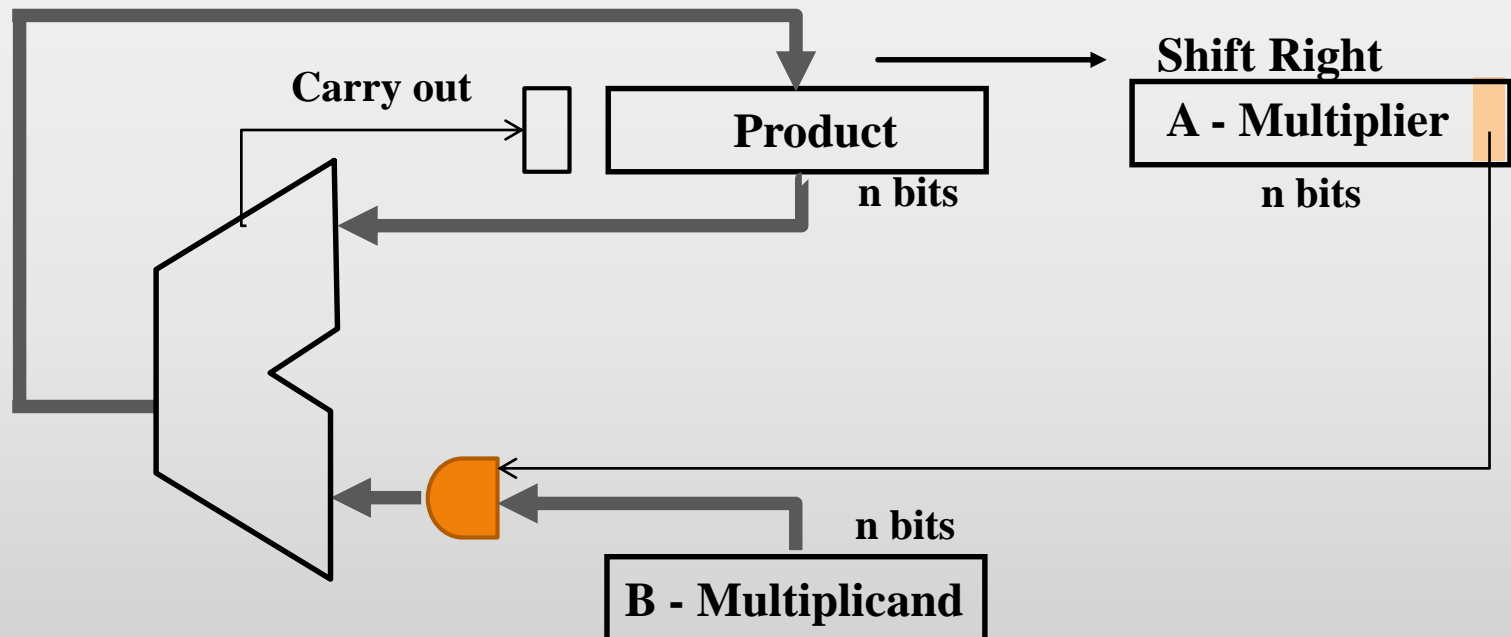 Shift Right
Carry out
Product
A - Multiplier
n bits
n bits
n bits
B - Multiplicand